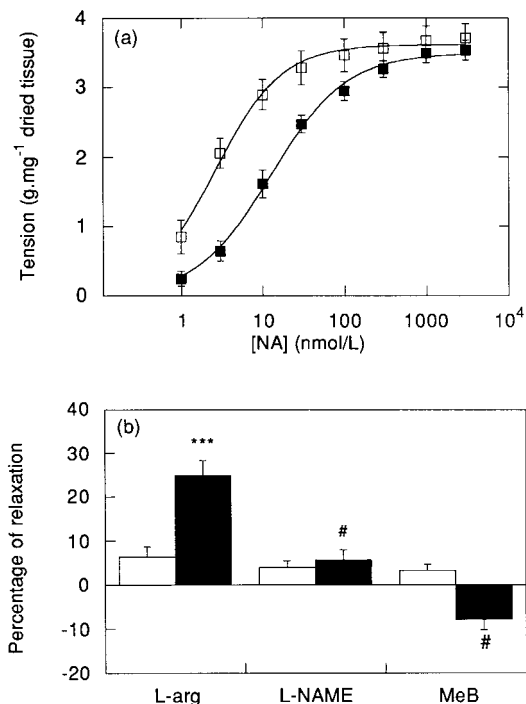 (a)
Tension (g.mg⁻¹ dried tissue)
4
3
2
1
0
1 10 100 1000 10⁴
[NA] (nmol/L)
(b)
Percentage of relaxation
40
30
20
10
0
-10
-20
***
#
#
L-arg L-NAME MeB